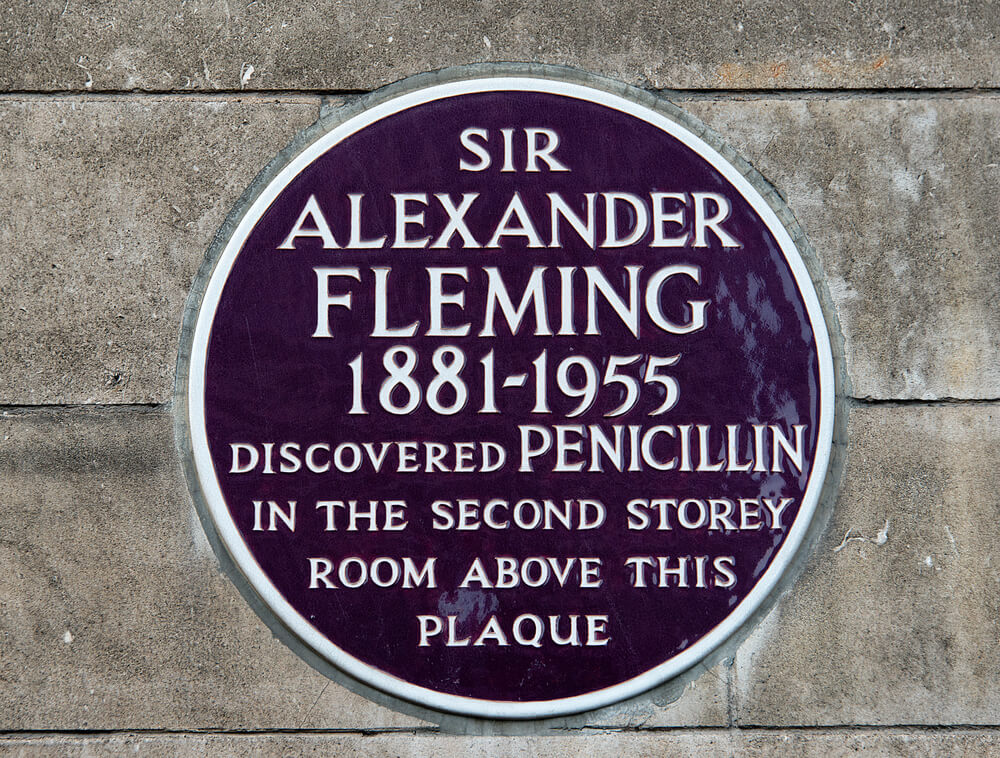 SIR
ALEXANDER
FLEMING
1881-1955
DISCOVERED PENICILLIN
IN THE SECOND STOREY
ROOM ABOVE THIS
PLAQUE